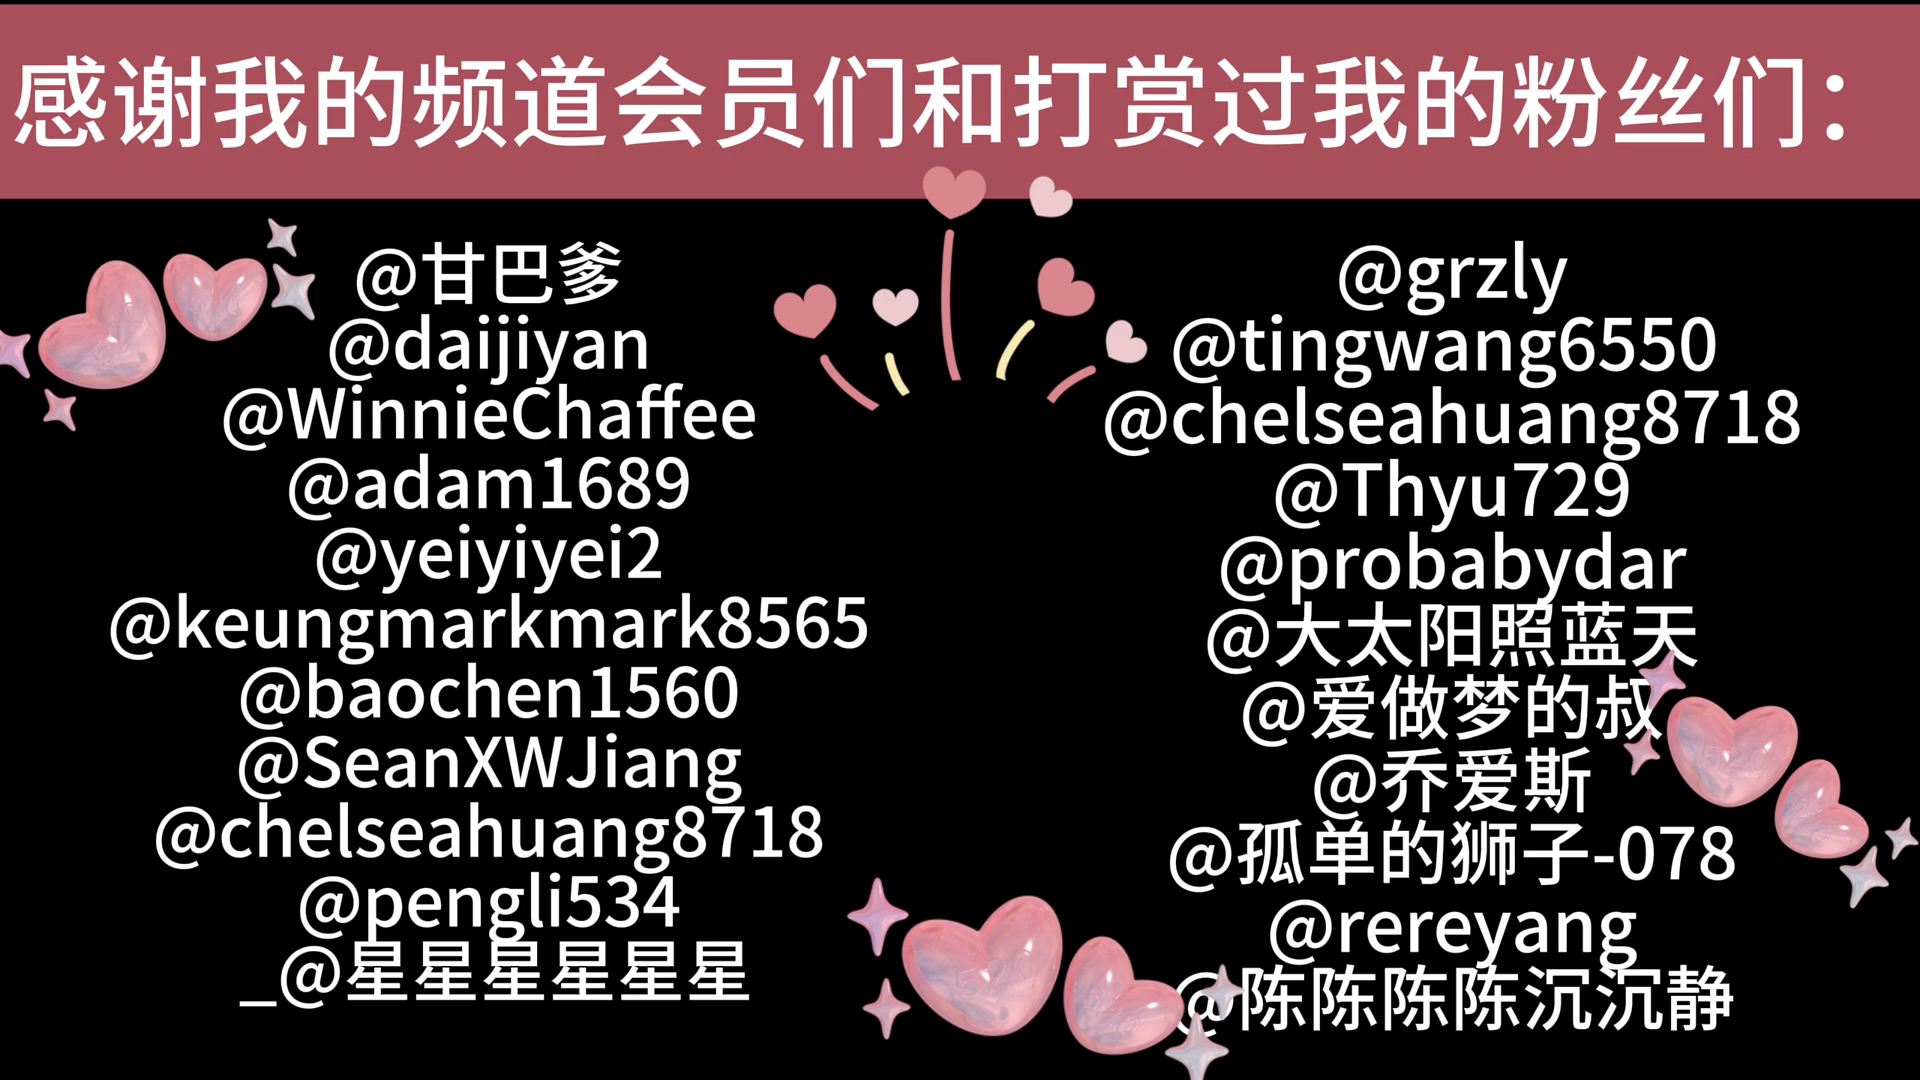 感谢我的频道会员们和打赏过我的粉丝们：
@甘巴爹
@daijiyan
@WinnieChaffee
@adam1689
@yeiyiyei2
@keungmarkmark8565
@baochen1560
@SeanXWJiang
@chelseahuang8718
@pengli534
_@星星星星星星
@grzly
@tingwang6550
@chelseahuang8718
@Thyu729
@probabydar
@大太阳照蓝天
@爱做梦的叔
@乔爱斯
@孤单的狮子-078
@rereyang
@陈陈陈陈沉沉静